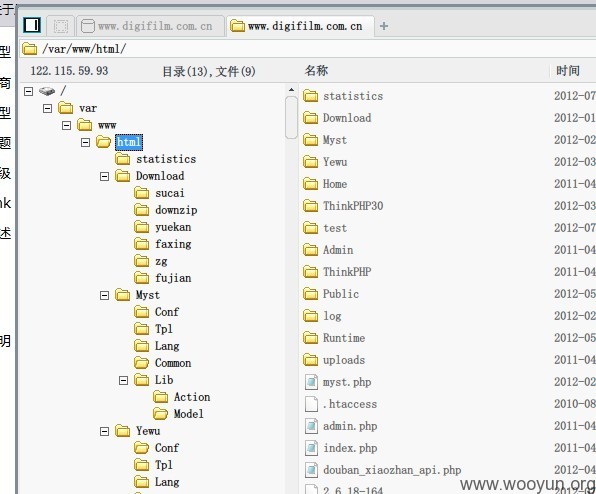 于
型
商
型
题
级
nk
述
明
www.digifilm.com.cn
www.digifilm.com.cn
+
/var/www/html/
122.115.59.93 目录(13),文件(9)
/
var
www
html
statistics
Download
sucai
downzip
yuekan
faxing
zg
fujian
Myst
Conf
Tpl
Lang
Common
Lib
Action
Model
Yewu
Conf
Tpl
Lang
名称 时间
statistics 2012-07
Download 2012-01
Myst 2012-02
Yewu 2012-03
Home 2011-04
ThinkPHP30 2012-03
test 2012-07
Admin 2011-04
ThinkPHP 2011-04
Public 2012-05
log 2012-02
Runtime 2012-05
uploads 2011-04
myst.php 2012-02
.htaccess 2010-08
admin.php 2011-04
index.php 2011-04
douban_xiaozhan_api.php 2012-05
2.6.18-164
www.wooyun.org